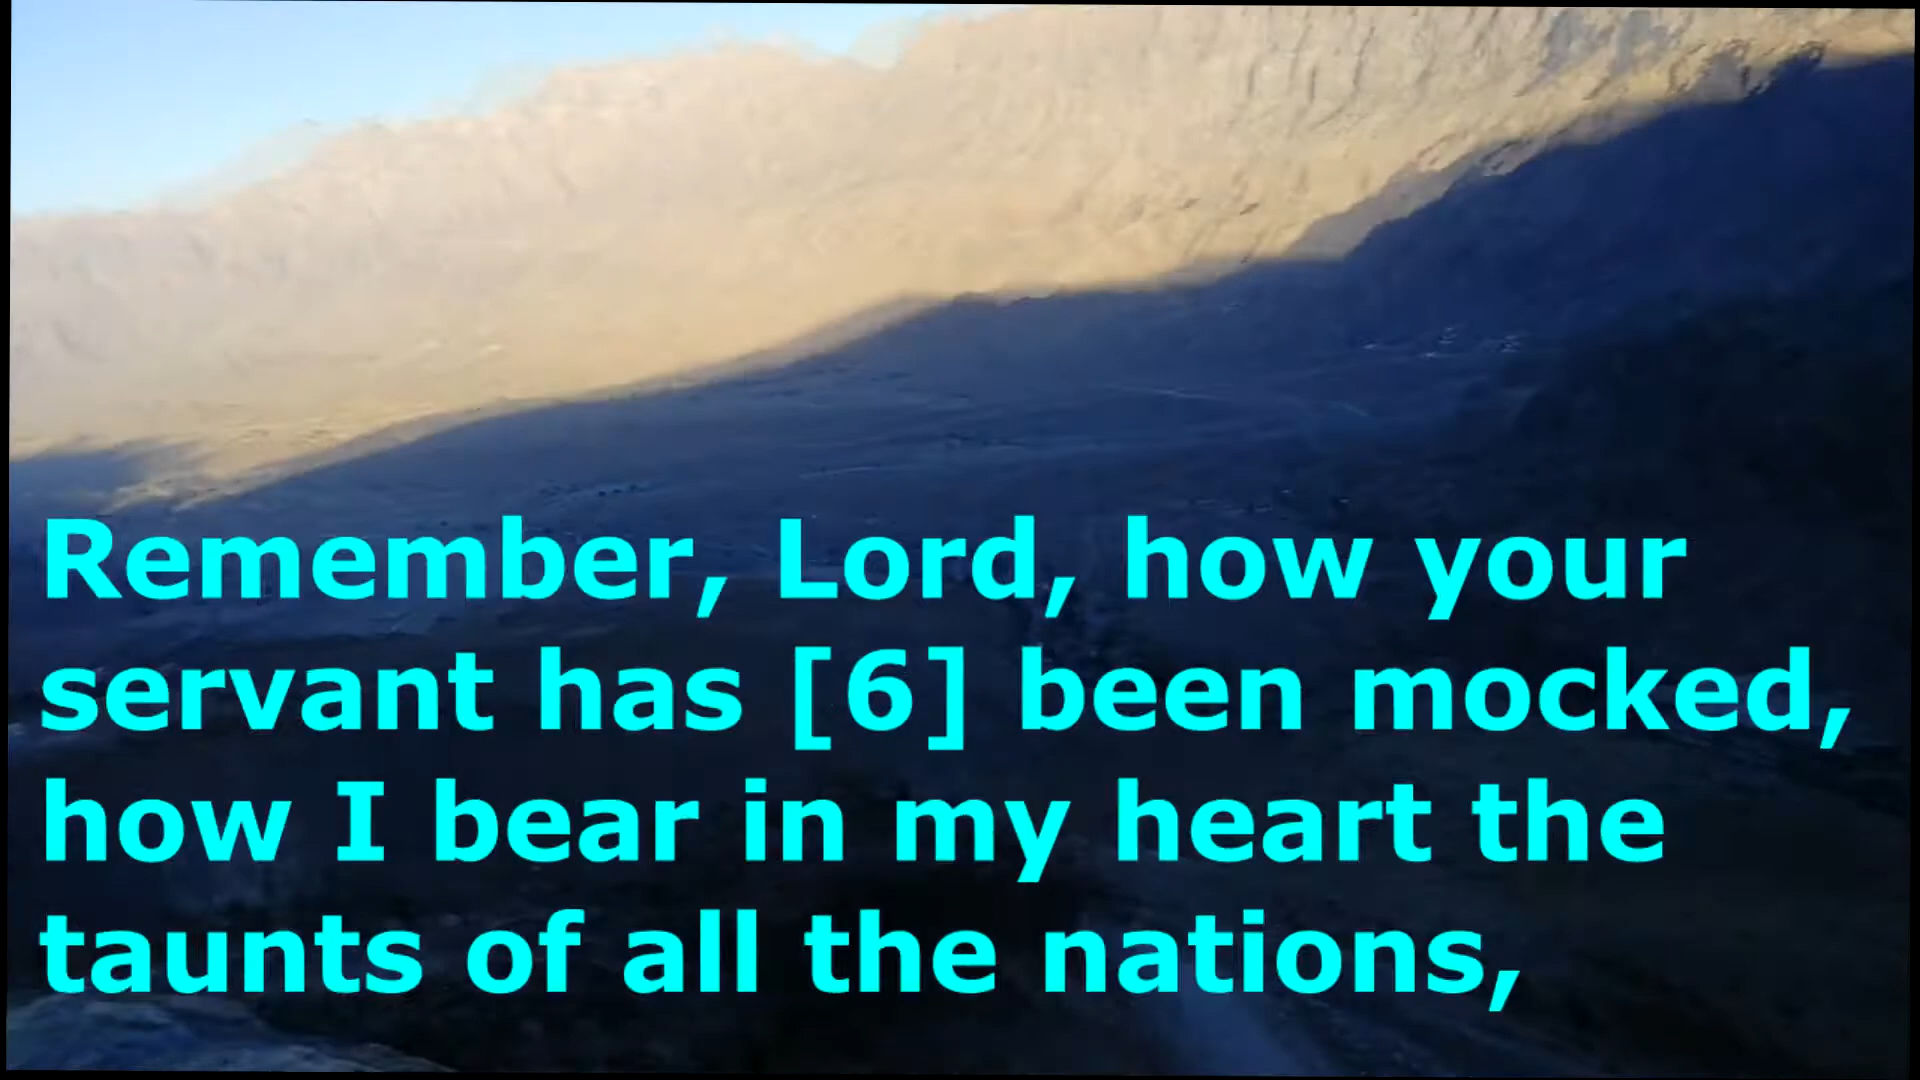 Remember, Lord, how your
servant has [6] been mocked,
how I bear in my heart the
taunts of all the nations,